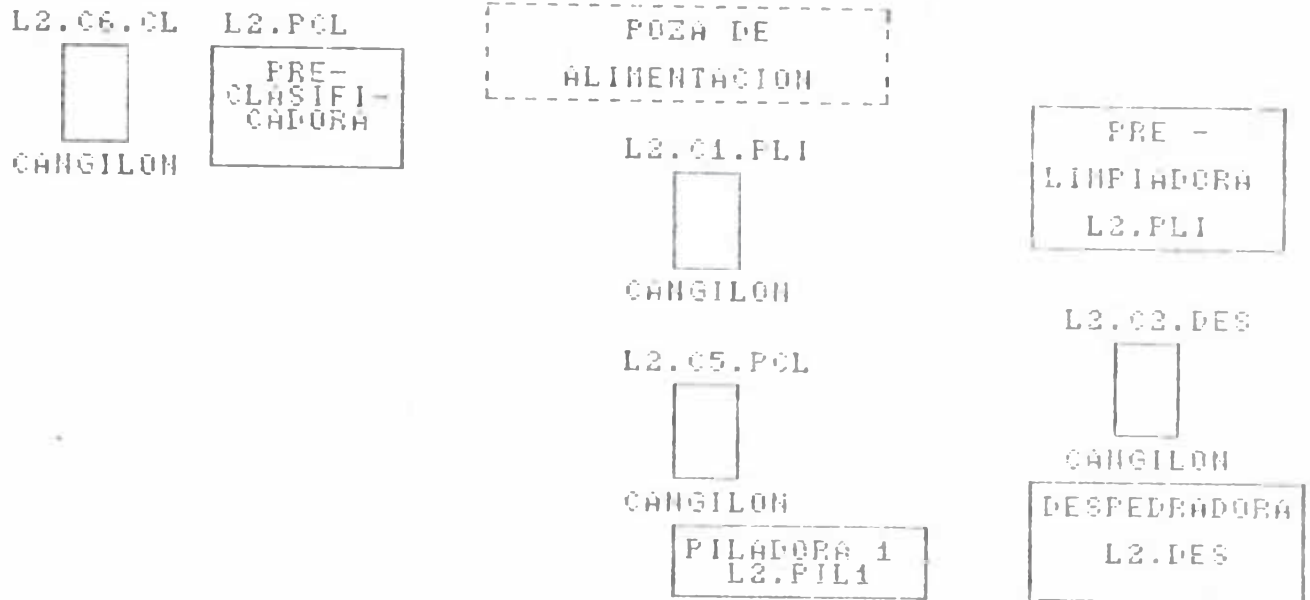 L2.C6.CL
CANGILON
L2.PCL
PRE-
CLASIFI-
CADORA
POZA DE
ALIMENTACION
L2.C1.PLI
CANGILON
L2.C5.PCL
CANGILON
PILADORA 1
L2.PIL1
PRE -
LIMPIADORA
L2.PLI
L2.C2.DES
CANGILON
DESPEDRADORA
L2.DES